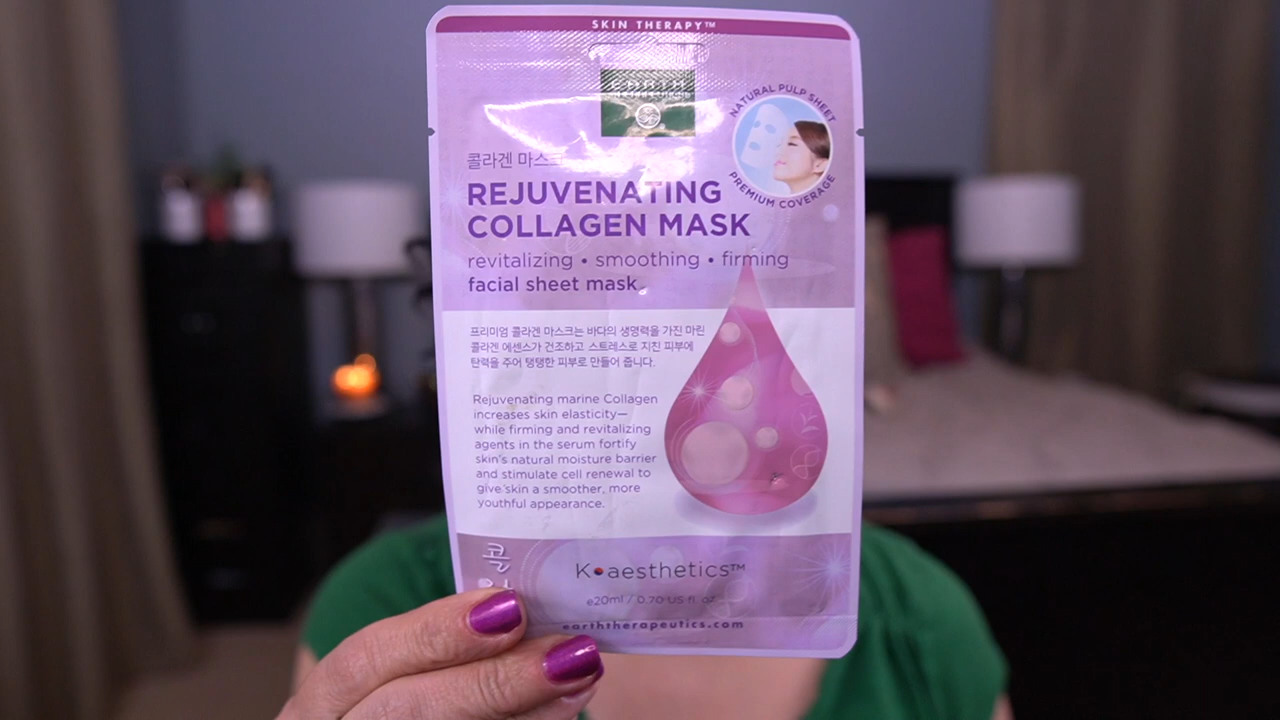 SKIN THERAPY™
EARTH
THERAPEUTICS
NATURAL PULP SHEET
PREMIUM COVERAGE
콜라겐 마스크
REJUVENATING
COLLAGEN MASK
revitalizing • smoothing • firming
facial sheet mask
프리미엄 콜라겐 마스크는 바다의 생명력을 가진 마린
콜라겐 에센스가 건조하고 스트레스로 지친 피부에
탄력을 주어 탱탱한 피부로 만들어 줍니다.
Rejuvenating marine Collagen
increases skin elasticity—
while firming and revitalizing
agents in the serum fortify
skin's natural moisture barrier
and stimulate cell renewal to
give skin a smoother, more
youthful appearance.
콜
K•aesthetics™
e20ml / 0.70 US fl. oz
earththerapeutics.com